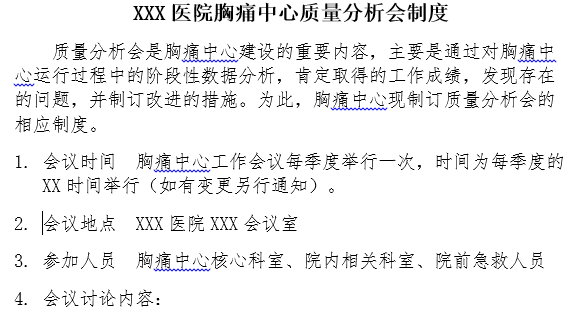 XXX 医院胸痛中心质量分析会制度
质量分析会是胸痛中心建设的重要内容，主要是通过对胸痛中
心运行过程中的阶段性数据分析，肯定取得的工作成绩，发现存在
的问题，并制订改进的措施。为此，胸痛中心现制订质量分析会的
相应制度。
1. 会议时间 胸痛中心工作会议每季度举行一次，时间为每季度的
XX 时间举行（如有变更另行通知）。
2. 会议地点 XXX 医院 XXX 会议室
3. 参加人员 胸痛中心核心科室、院内相关科室、院前急救人员
4. 会议讨论内容：